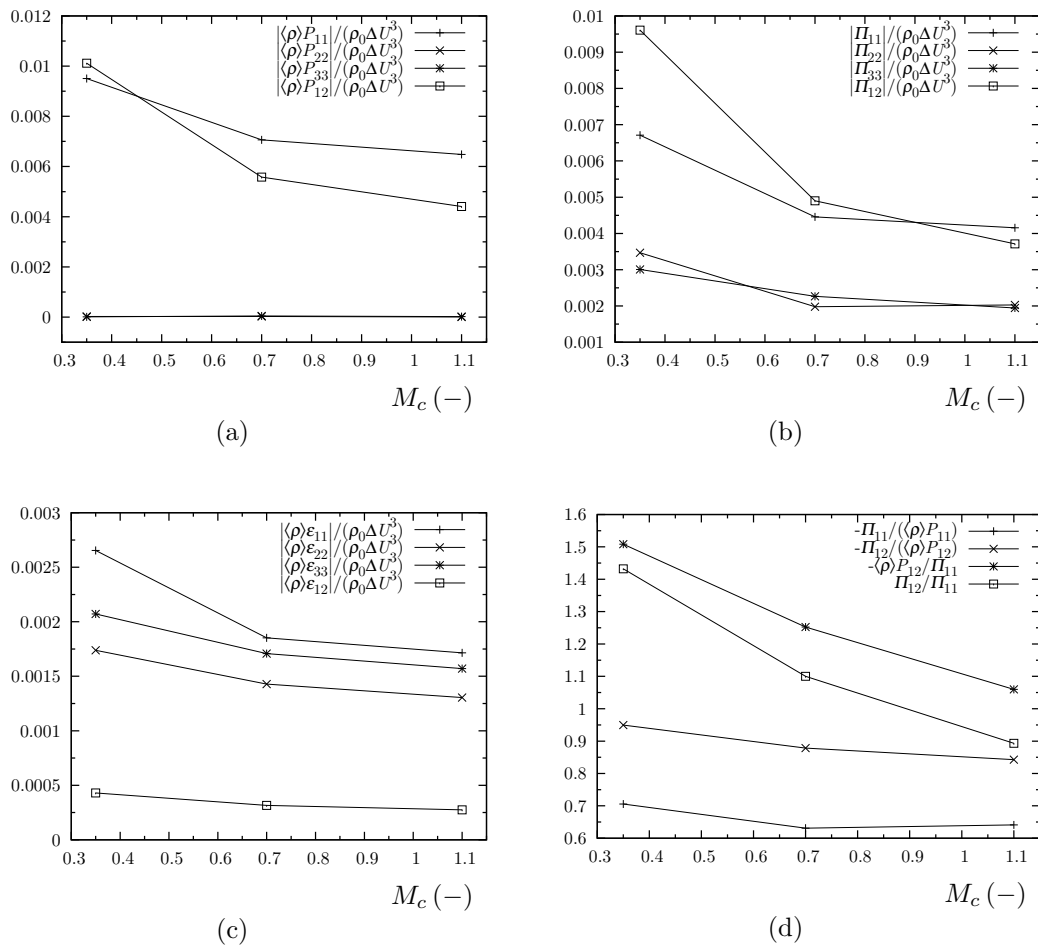 |⟨ρ⟩P₁₁|/(ρ₀ΔU³)
|⟨ρ⟩P₂₂|/(ρ₀ΔU³)
|⟨ρ⟩P₃₃|/(ρ₀ΔU³)
|⟨ρ⟩P₁₂|/(ρ₀ΔU³)
0.012
0.01
0.008
0.006
0.004
0.002
0
0.3 0.4 0.5 0.6 0.7 0.8 0.9 1 1.1
M_c (−)
(a)
|Π₁₁|/(ρ₀ΔU³)
|Π₂₂|/(ρ₀ΔU³)
|Π₃₃|/(ρ₀ΔU³)
|Π₁₂|/(ρ₀ΔU³)
0.01
0.009
0.008
0.007
0.006
0.005
0.004
0.003
0.002
0.001
0.3 0.4 0.5 0.6 0.7 0.8 0.9 1 1.1
M_c (−)
(b)
|⟨ρ⟩ε₁₁|/(ρ₀ΔU³)
|⟨ρ⟩ε₂₂|/(ρ₀ΔU³)
|⟨ρ⟩ε₃₃|/(ρ₀ΔU³)
|⟨ρ⟩ε₁₂|/(ρ₀ΔU³)
0.003
0.0025
0.002
0.0015
0.001
0.0005
0
0.3 0.4 0.5 0.6 0.7 0.8 0.9 1 1.1
M_c (−)
(c)
-Π₁₁/(⟨ρ⟩P₁₁)
-Π₁₂/(⟨ρ⟩P₁₂)
-⟨ρ⟩P₁₂/Π₁₁
Π₁₂/Π₁₁
1.6
1.5
1.4
1.3
1.2
1.1
1
0.9
0.8
0.7
0.6
0.3 0.4 0.5 0.6 0.7 0.8 0.9 1 1.1
M_c (−)
(d)